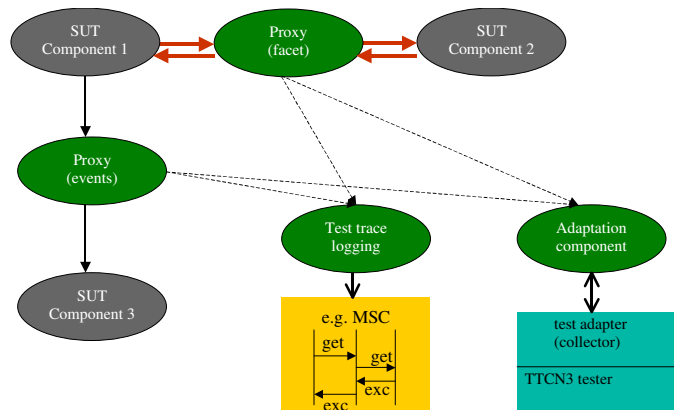 SUT
Component 1
Proxy
(facet)
SUT
Component 2
Proxy
(events)
Test trace
logging
Adaptation
component
SUT
Component 3
e.g. MSC
get
get
exc
exc
test adapter
(collector)
TTCN3 tester